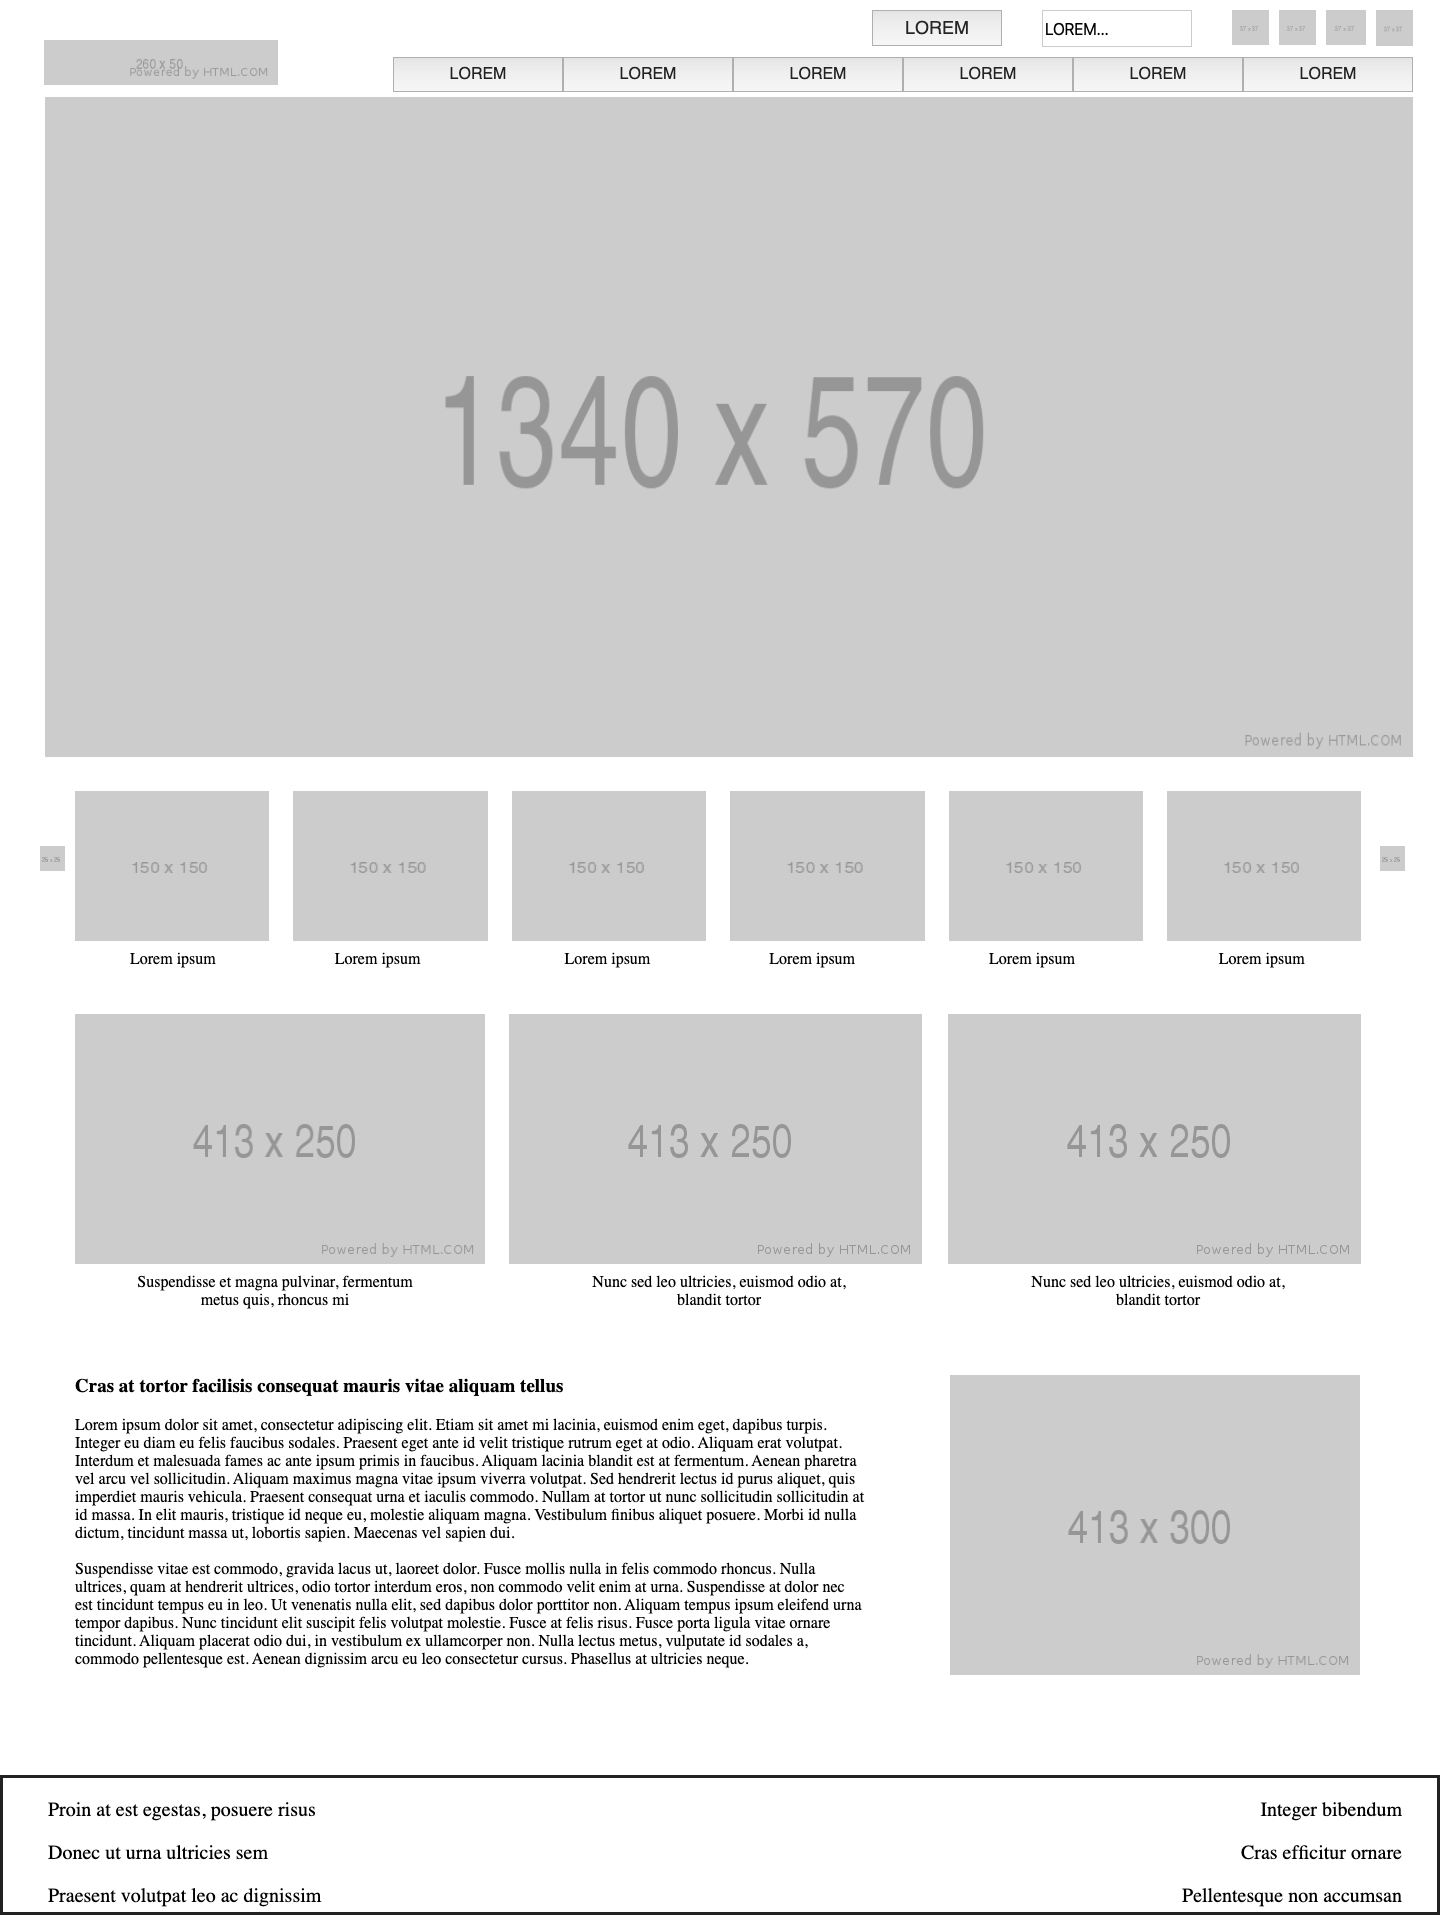 LOREM
LOREM...
37 x 37
37 x 37
37 x 37
37 x 37
260 x 50
Powered by HTML.COM
LOREM
LOREM
LOREM
LOREM
LOREM
LOREM
1340 x 570
Powered by HTML.COM
25 x 25
150 x 150
150 x 150
150 x 150
150 x 150
150 x 150
150 x 150
25 x 25
Lorem ipsum
Lorem ipsum
Lorem ipsum
Lorem ipsum
Lorem ipsum
Lorem ipsum
413 x 250
Powered by HTML.COM
413 x 250
Powered by HTML.COM
413 x 250
Powered by HTML.COM
Suspendisse et magna pulvinar, fermentum
metus quis, rhoncus mi
Nunc sed leo ultricies, euismod odio at,
blandit tortor
Nunc sed leo ultricies, euismod odio at,
blandit tortor
Cras at tortor facilisis consequat mauris vitae aliquam tellus
Lorem ipsum dolor sit amet, consectetur adipiscing elit. Etiam sit amet mi lacinia, euismod enim eget, dapibus turpis.
Integer eu diam eu felis faucibus sodales. Praesent eget ante id velit tristique rutrum eget at odio. Aliquam erat volutpat.
Interdum et malesuada fames ac ante ipsum primis in faucibus. Aliquam lacinia blandit est at fermentum. Aenean pharetra
vel arcu vel sollicitudin. Aliquam maximus magna vitae ipsum viverra volutpat. Sed hendrerit lectus id purus aliquet, quis
imperdiet mauris vehicula. Praesent consequat urna et iaculis commodo. Nullam at tortor ut nunc sollicitudin sollicitudin at
id massa. In elit mauris, tristique id neque eu, molestie aliquam magna. Vestibulum finibus aliquet posuere. Morbi id nulla
dictum, tincidunt massa ut, lobortis sapien. Maecenas vel sapien dui.
Suspendisse vitae est commodo, gravida lacus ut, laoreet dolor. Fusce mollis nulla in felis commodo rhoncus. Nulla
ultrices, quam at hendrerit ultrices, odio tortor interdum eros, non commodo velit enim at urna. Suspendisse at dolor nec
est tincidunt tempus eu in leo. Ut venenatis nulla elit, sed dapibus dolor porttitor non. Aliquam tempus ipsum eleifend urna
tempor dapibus. Nunc tincidunt elit suscipit felis volutpat molestie. Fusce at felis risus. Fusce porta ligula vitae ornare
tincidunt. Aliquam placerat odio dui, in vestibulum ex ullamcorper non. Nulla lectus metus, vulputate id sodales a,
commodo pellentesque est. Aenean dignissim arcu eu leo consectetur cursus. Phasellus at ultricies neque.
413 x 300
Powered by HTML.COM
Proin at est egestas, posuere risus
Donec ut urna ultricies sem
Praesent volutpat leo ac dignissim
Integer bibendum
Cras efficitur ornare
Pellentesque non accumsan